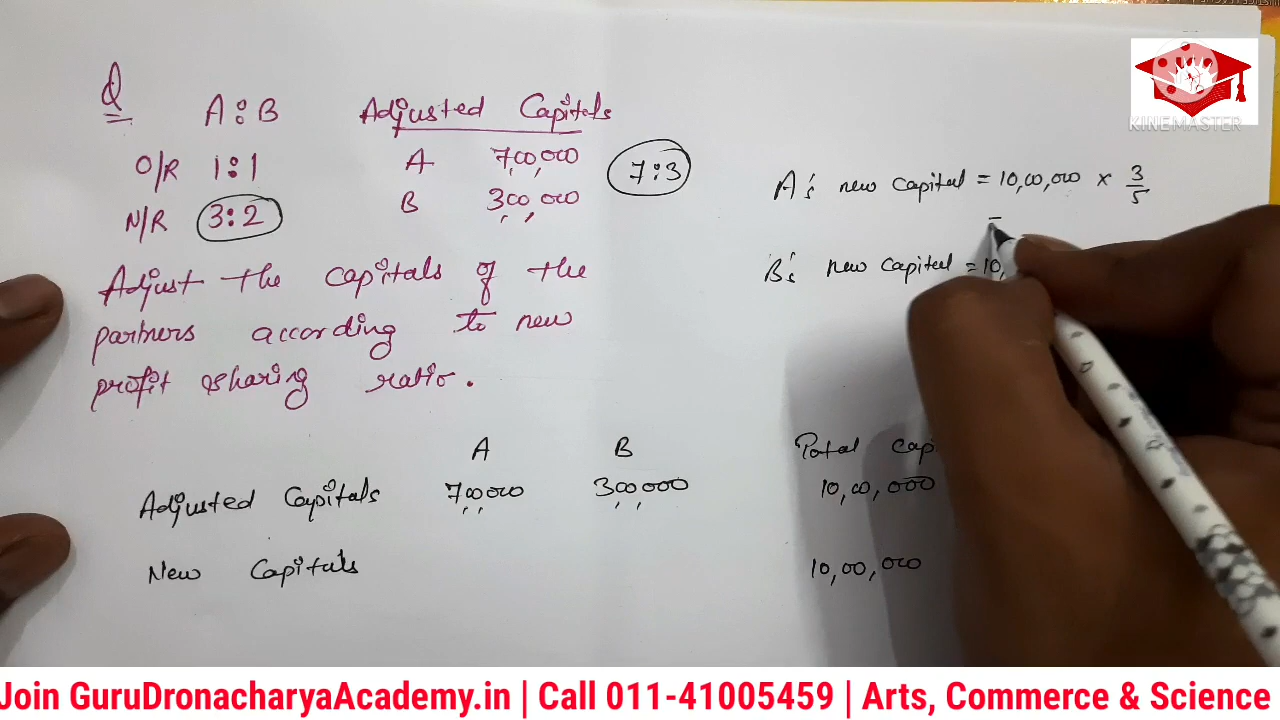 Q
A : B Adjusted Capitals
O/R 1:1 A 7,00,000 7:3
N/R 3:2 B 3,00,000
Adjust the capitals of the
partners according to new
profit sharing ratio.
A's new capital = 10,00,000 × 3/5
B's new capital = 10,
A B Total cap
Adjusted Capitals 7,00,000 3,00,000 10,00,000
New Capitals 10,00,000
KINEMASTER
Join GuruDronacharyaAcademy.in | Call 011-41005459 | Arts, Commerce & Science